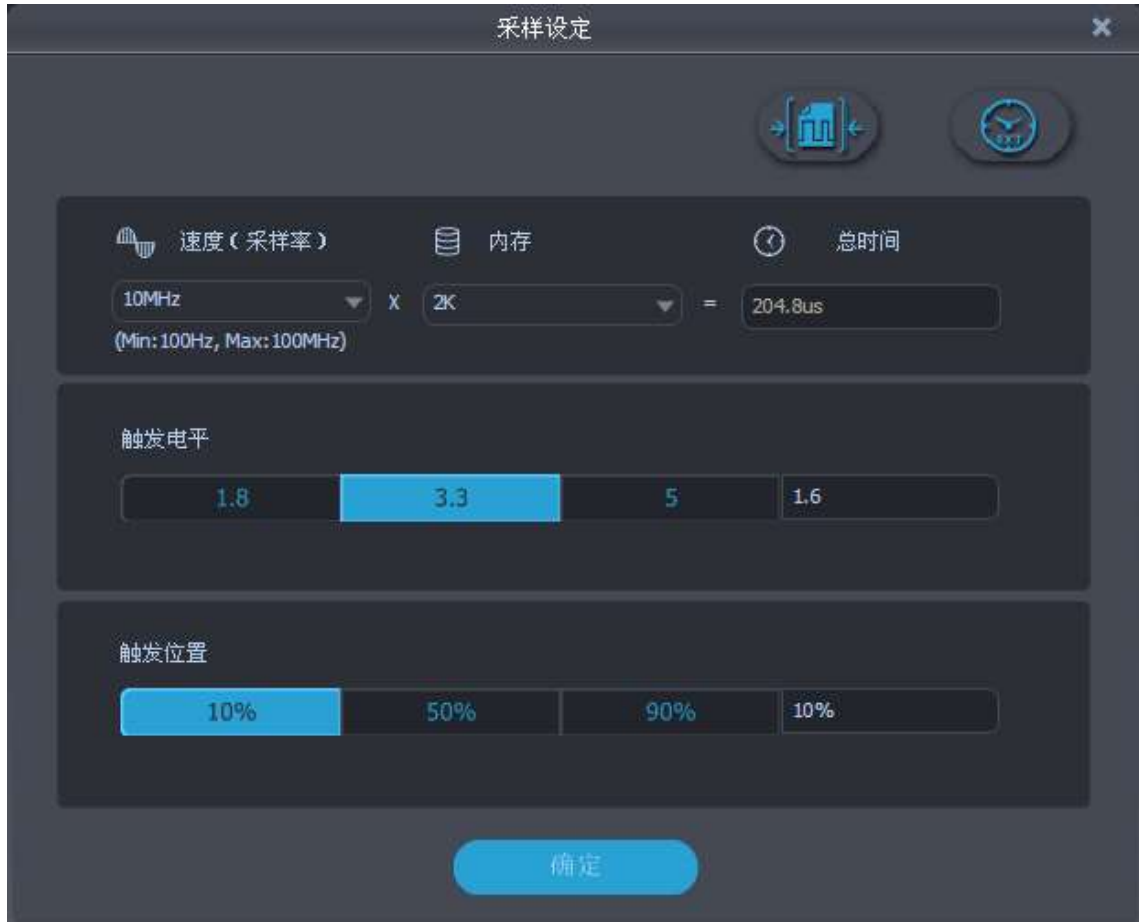 采样设定
EXT
速度(采样率) 内存 总时间
10MHz X 2K = 204.8us
(Min:100Hz, Max:100MHz)
触发电平
1.8 3.3 5 1.6
触发位置
10% 50% 90% 10%
确定